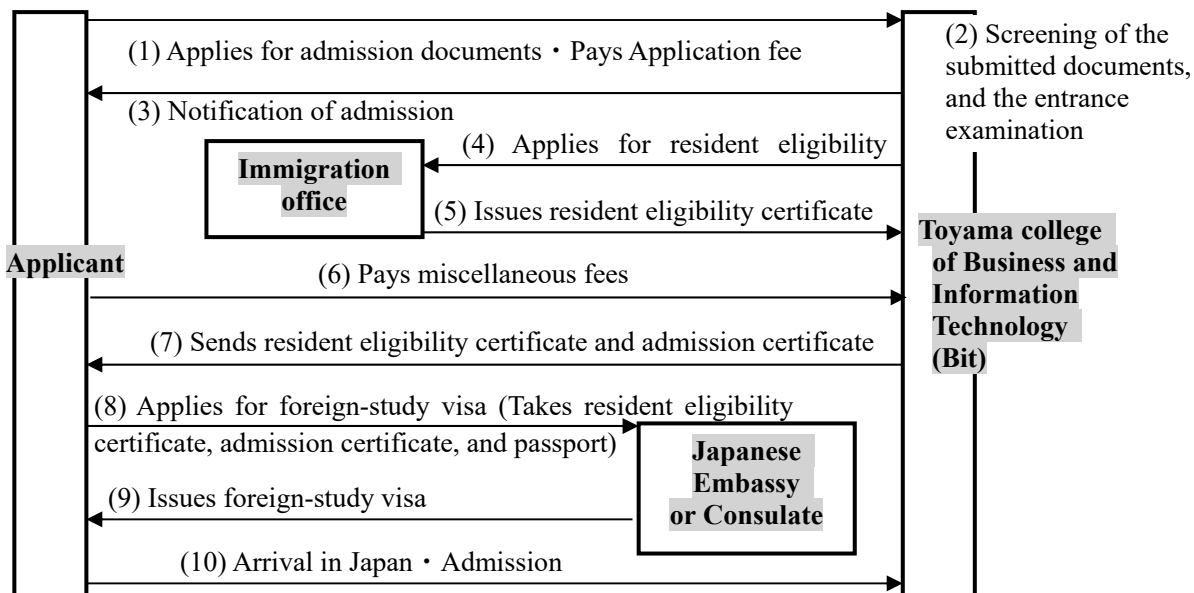 (1) Applies for admission documents・Pays Application fee
(2) Screening of the
submitted documents,
and the entrance
examination
(3) Notification of admission
(4) Applies for resident eligibility
Immigration
office
(5) Issues resident eligibility certificate
Applicant
Toyama college
of Business and
Information
Technology
(Bit)
(6) Pays miscellaneous fees
(7) Sends resident eligibility certificate and admission certificate
(8) Applies for foreign-study visa (Takes resident eligibility
certificate, admission certificate, and passport)
Japanese
Embassy
or Consulate
(9) Issues foreign-study visa
(10) Arrival in Japan・Admission